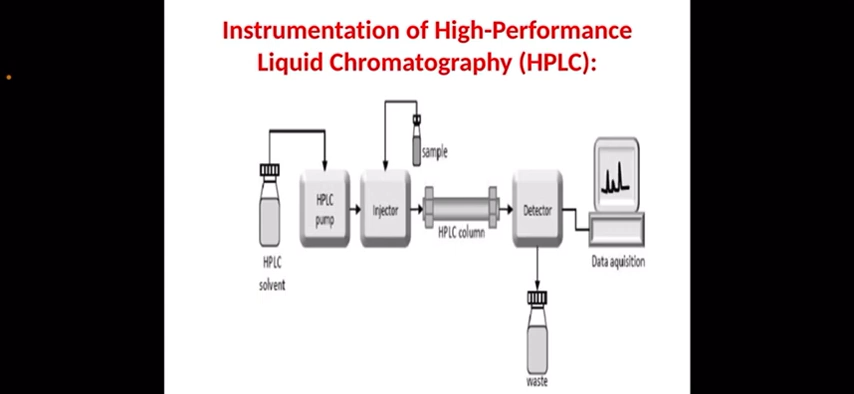 Instrumentation of High-Performance
Liquid Chromatography (HPLC):
sample
HPLC
pump
Injector
Detector
HPLC column
HPLC
solvent
Data aquisition
waste